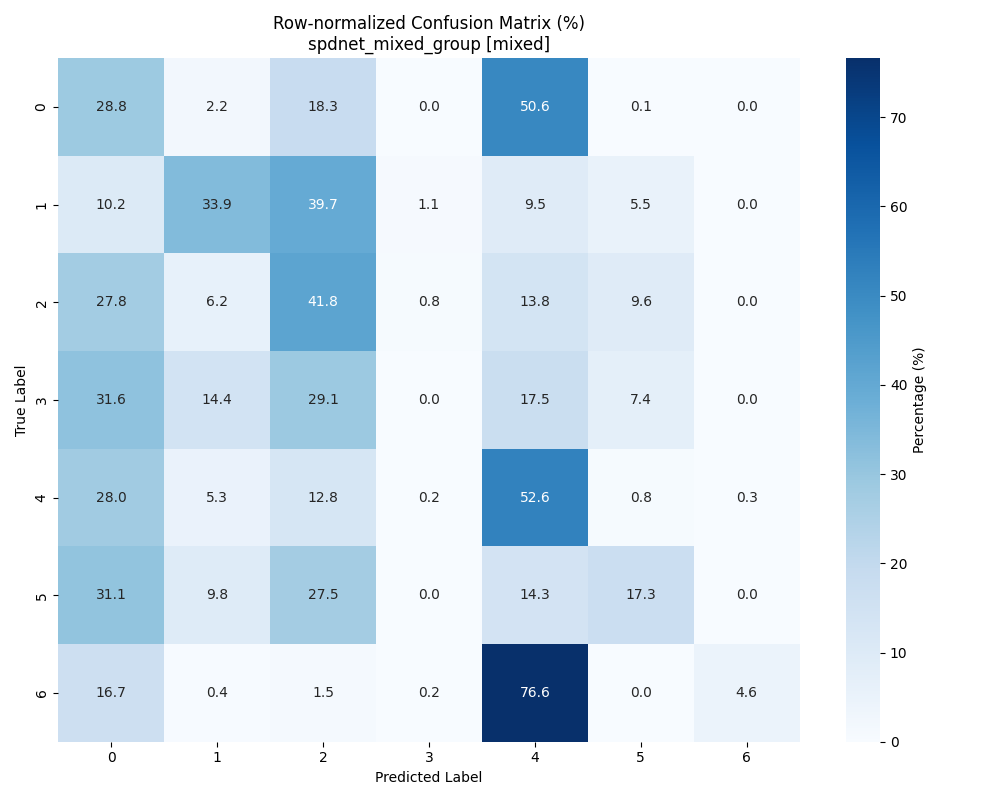 Row-normalized Confusion Matrix (%)
spdnet_mixed_group [mixed]
0 28.8 2.2 18.3 0.0 50.6 0.1 0.0
1 10.2 33.9 39.7 1.1 9.5 5.5 0.0
2 27.8 6.2 41.8 0.8 13.8 9.6 0.0
3 31.6 14.4 29.1 0.0 17.5 7.4 0.0
4 28.0 5.3 12.8 0.2 52.6 0.8 0.3
5 31.1 9.8 27.5 0.0 14.3 17.3 0.0
6 16.7 0.4 1.5 0.2 76.6 0.0 4.6
0 1 2 3 4 5 6
Predicted Label
True Label
70
60
50
40
30
20
10
0
Percentage (%)